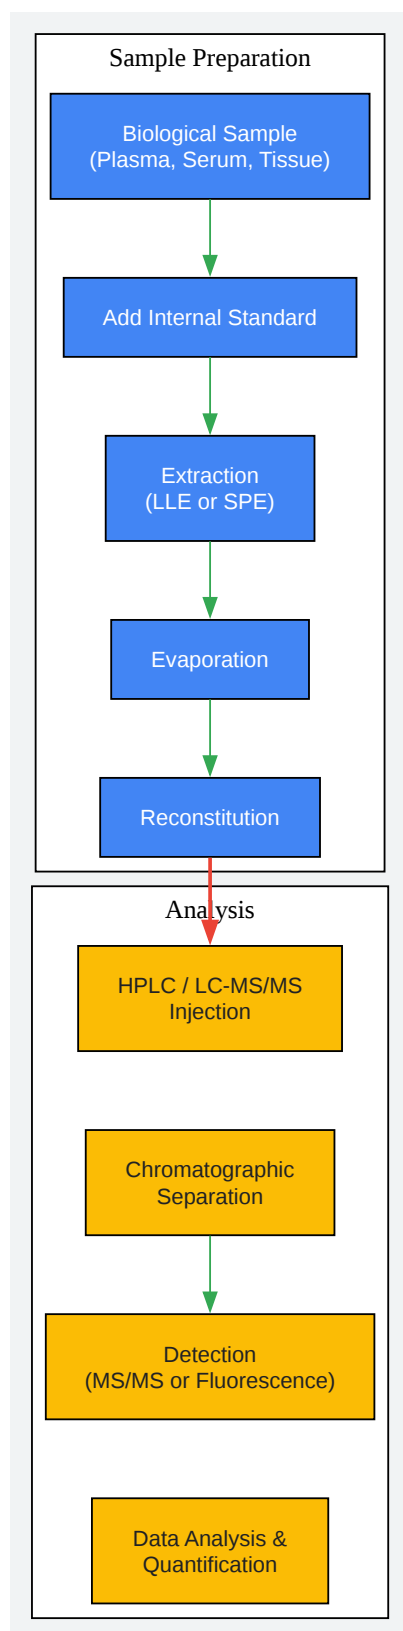 Sample Preparation
Biological Sample
(Plasma, Serum, Tissue)
Add Internal Standard
Extraction
(LLE or SPE)
Evaporation
Reconstitution
Analysis
HPLC / LC-MS/MS
Injection
Chromatographic
Separation
Detection
(MS/MS or Fluorescence)
Data Analysis &
Quantification